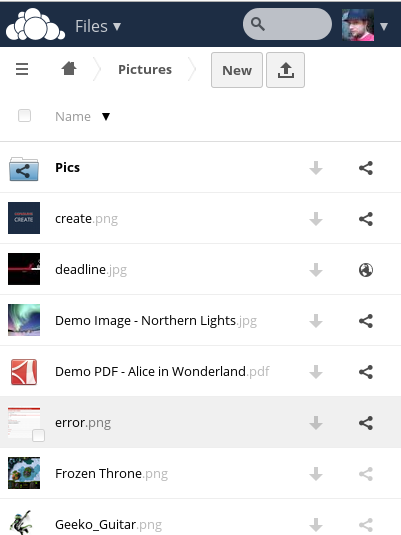 Files
Pictures
New
Name
Pics
create.png
CREATE
deadline.jpg
Demo Image - Northern Lights.jpg
Demo PDF - Alice in Wonderland.pdf
error.png
Frozen Throne.png
Geeko_Guitar.png